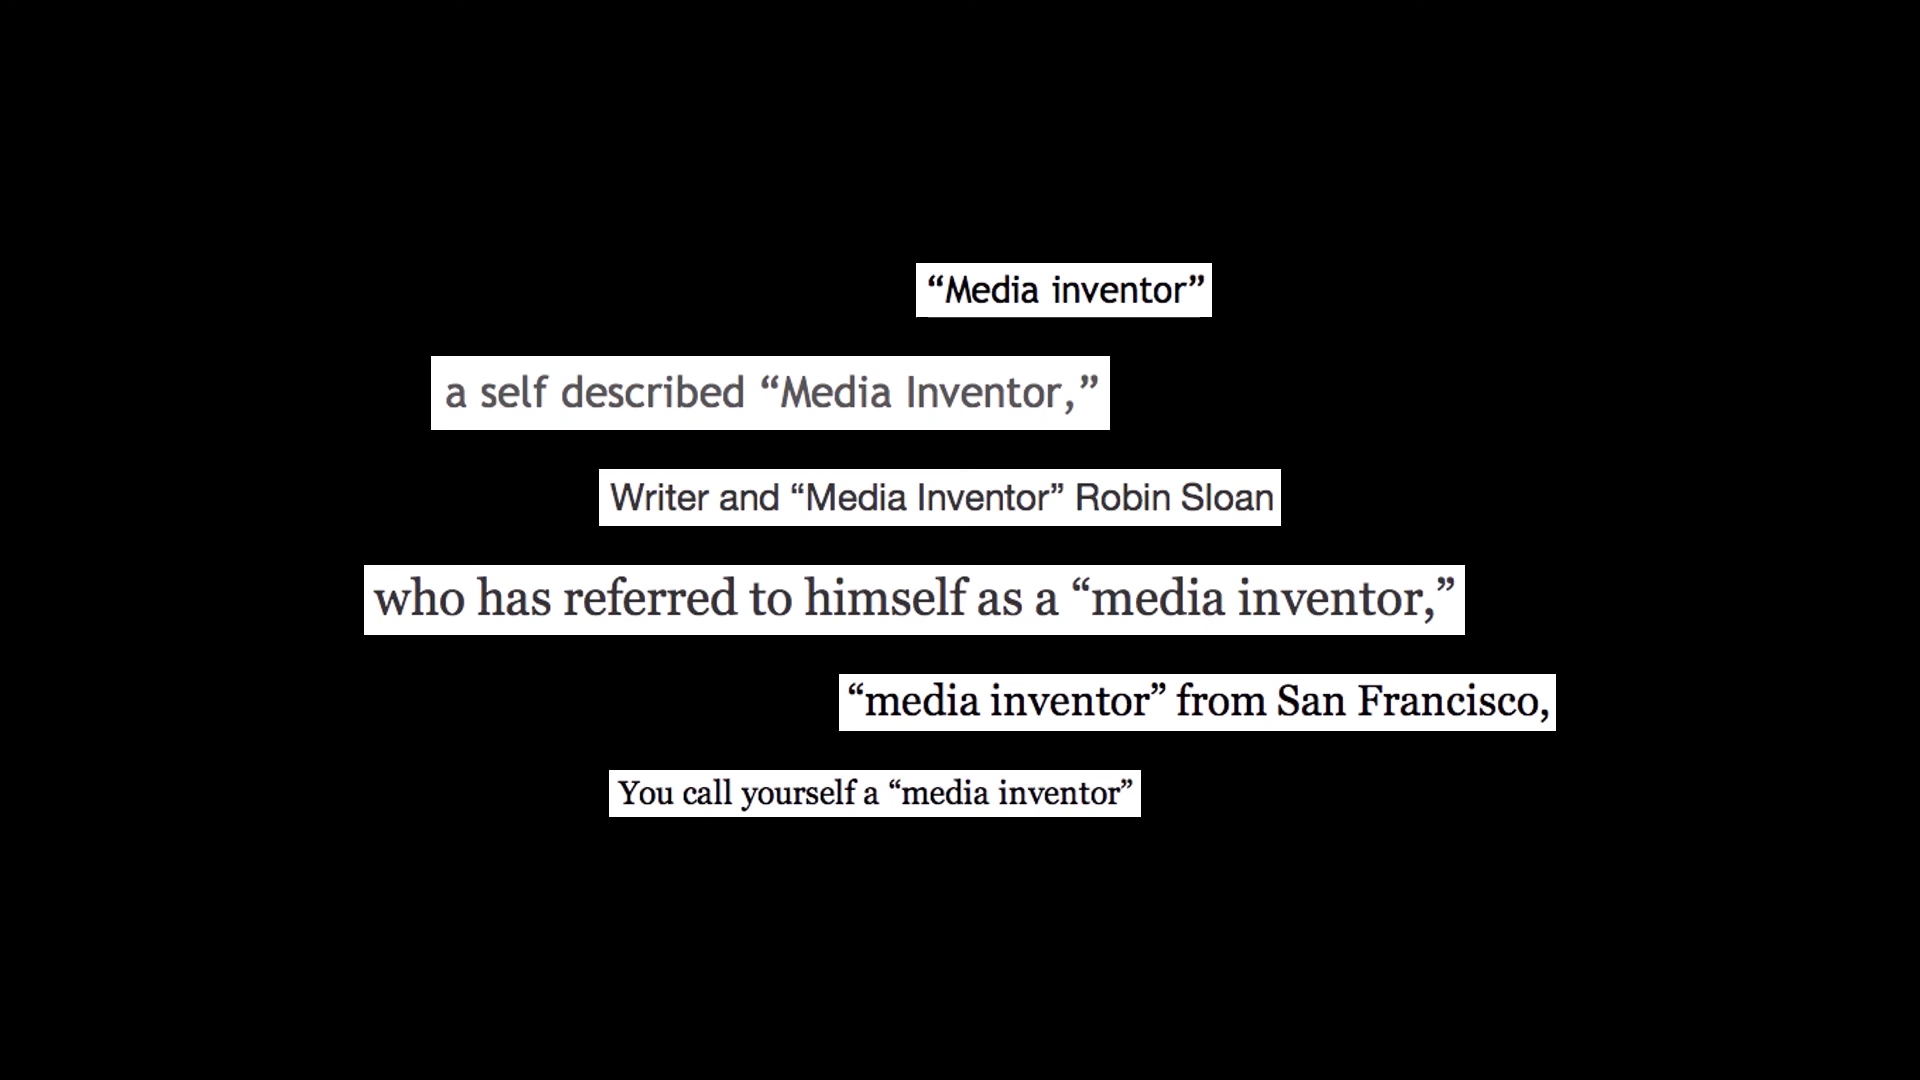 “Media inventor”
a self described “Media Inventor,”
Writer and “Media Inventor” Robin Sloan
who has referred to himself as a “media inventor,”
“media inventor” from San Francisco,
You call yourself a “media inventor”